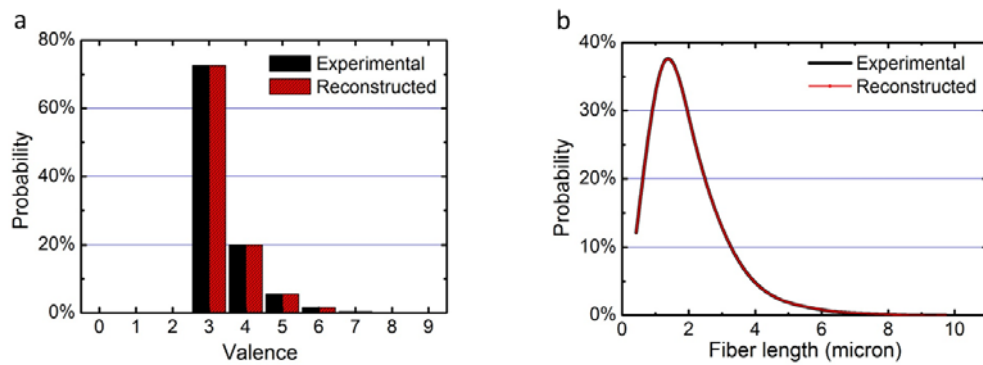 a
80%
60%
40%
20%
0%
Probability
Experimental
Reconstructed
0 1 2 3 4 5 6 7 8 9
Valence
b
40%
30%
20%
10%
0%
Probability
Experimental
Reconstructed
0 2 4 6 8 10
Fiber length (micron)